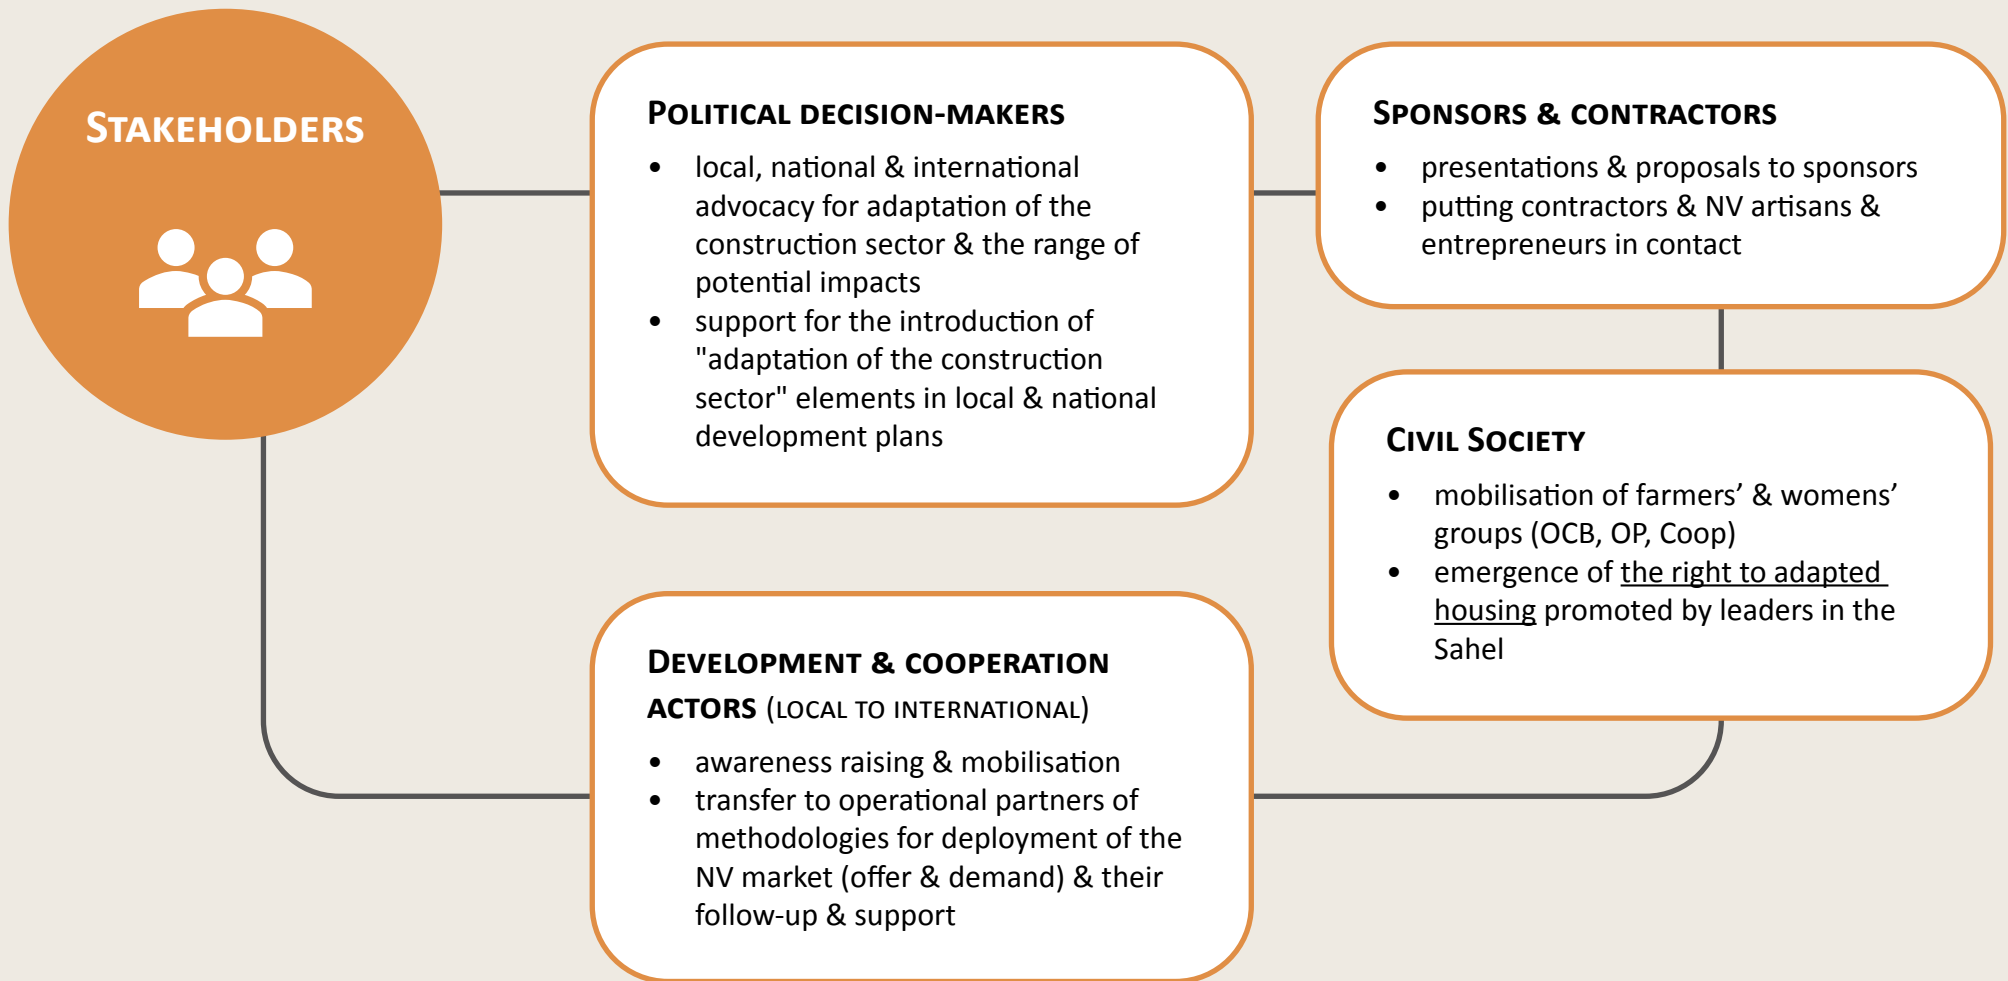 STAKEHOLDERS
POLITICAL DECISION-MAKERS
• local, national & international
advocacy for adaptation of the
construction sector & the range of
potential impacts
• support for the introduction of
"adaptation of the construction
sector" elements in local & national
development plans
SPONSORS & CONTRACTORS
• presentations & proposals to sponsors
• putting contractors & NV artisans &
entrepreneurs in contact
CIVIL SOCIETY
• mobilisation of farmers’ & womens’
groups (OCB, OP, Coop)
• emergence of the right to adapted
housing promoted by leaders in the
Sahel
DEVELOPMENT & COOPERATION
ACTORS (LOCAL TO INTERNATIONAL)
• awareness raising & mobilisation
• transfer to operational partners of
methodologies for deployment of the
NV market (offer & demand) & their
follow-up & support